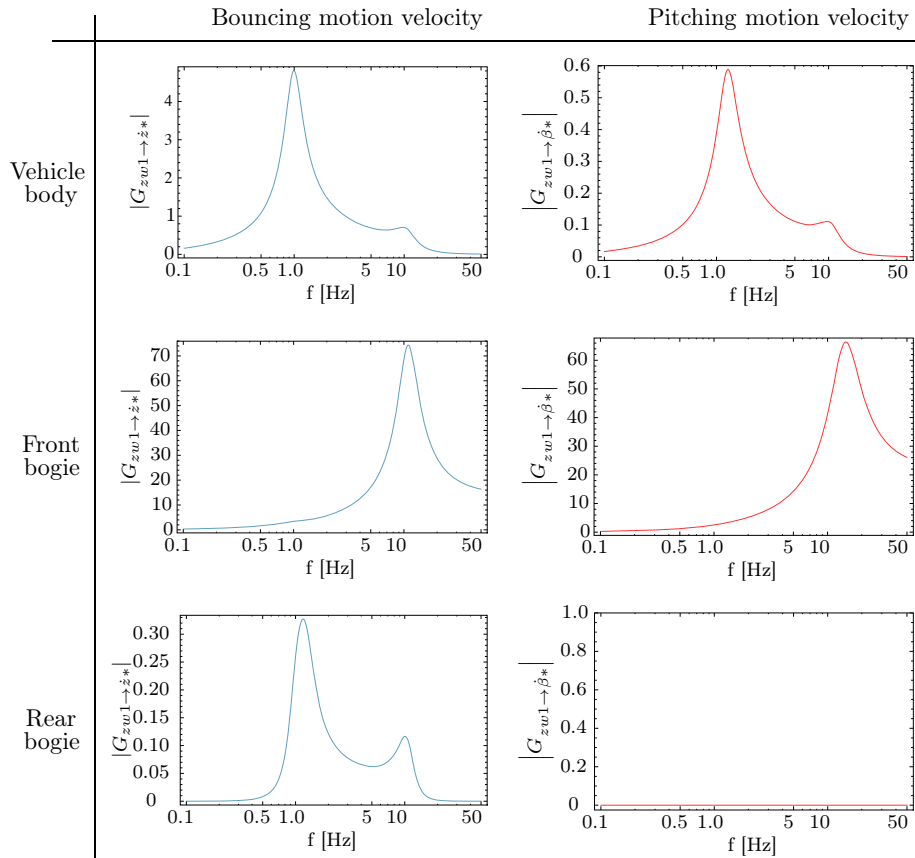 Bouncing motion velocity Pitching motion velocity
Vehicle
body
|G_{zw1→ż*}|
4
3
2
1
0
0.1 0.5 1.0 5 10 50
f [Hz]
|G_{zw1→β̇*}|
0.6
0.5
0.4
0.3
0.2
0.1
0
0.1 0.5 1.0 5 10 50
f [Hz]
Front
bogie
|G_{zw1→ż*}|
70
60
50
40
30
20
10
0
0.1 0.5 1.0 5 10 50
f [Hz]
|G_{zw1→β̇*}|
60
50
40
30
20
10
0
0.1 0.5 1.0 5 10 50
f [Hz]
Rear
bogie
|G_{zw1→ż*}|
0.30
0.25
0.20
0.15
0.10
0.05
0
0.1 0.5 1.0 5 10 50
f [Hz]
|G_{zw1→β̇*}|
1.0
0.8
0.6
0.4
0.2
0
0.1 0.5 1.0 5 10 50
f [Hz]